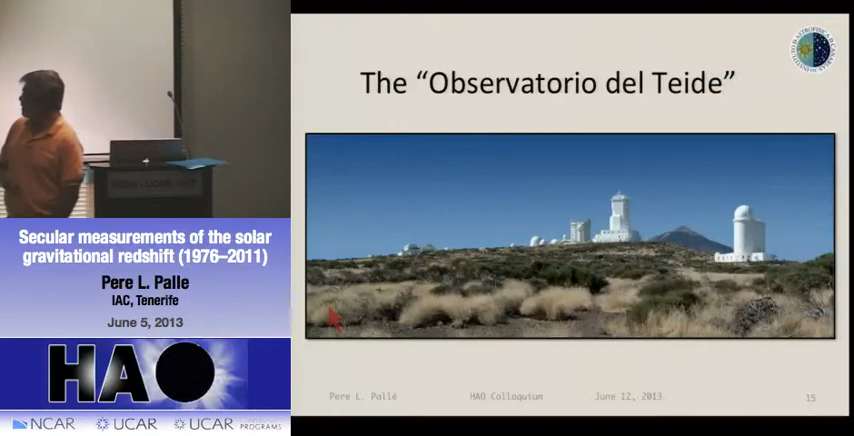 The “Observatorio del Teide”
Secular measurements of the solar
gravitational redshift (1976–2011)
Pere L. Palle
IAC, Tenerife
June 5, 2013
HAO
NCAR
UCAR
UCAR
PROGRAMS
Pere L. Pallé
HAO Colloquium
June 12, 2013
15